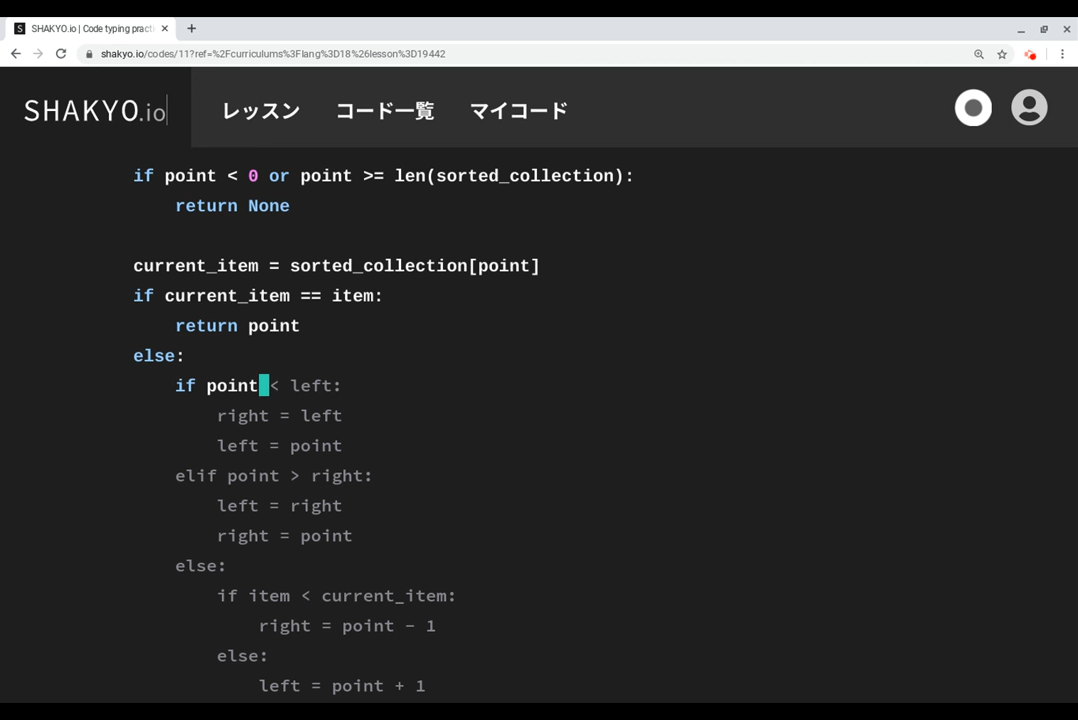 SHAKYO.io | Code typing practi
shakyo.io/codes/11?ref=%2Fcurriculums%3Flang%3D18%26lesson%3D19442
SHAKYO.io レッスン コード一覧 マイコード
if point < 0 or point >= len(sorted_collection):
return None
current_item = sorted_collection[point]
if current_item == item:
return point
else:
if point < left:
right = left
left = point
elif point > right:
left = right
right = point
else:
if item < current_item:
right = point - 1
else:
left = point + 1